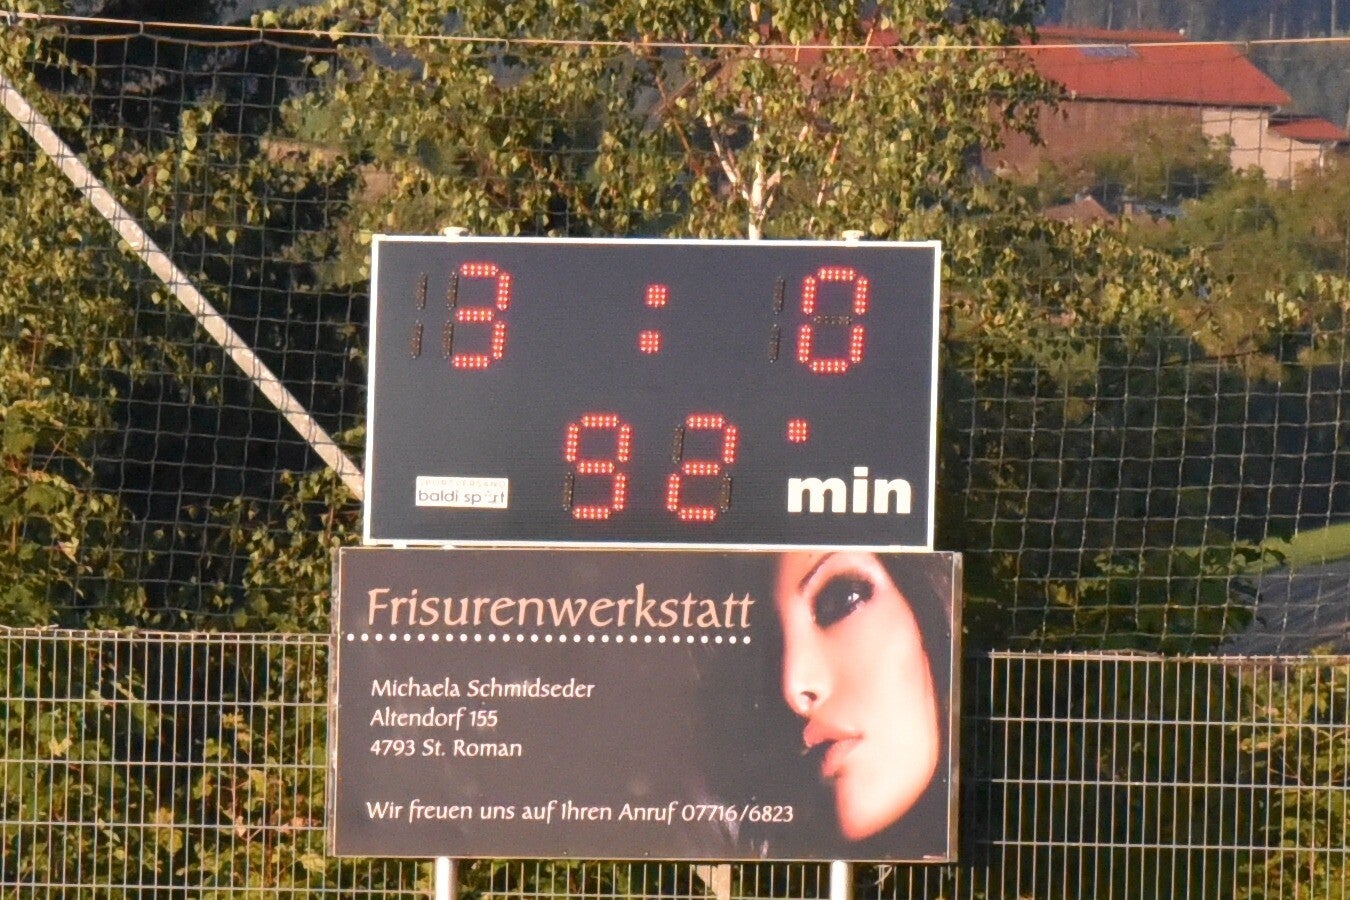 3 : 0
92
min
SPORTVERSAND
baldi sport
Frisurenwerkstatt
Michaela Schmidseder
Altendorf 155
4793 St. Roman
Wir freuen uns auf Ihren Anruf 07716/6823